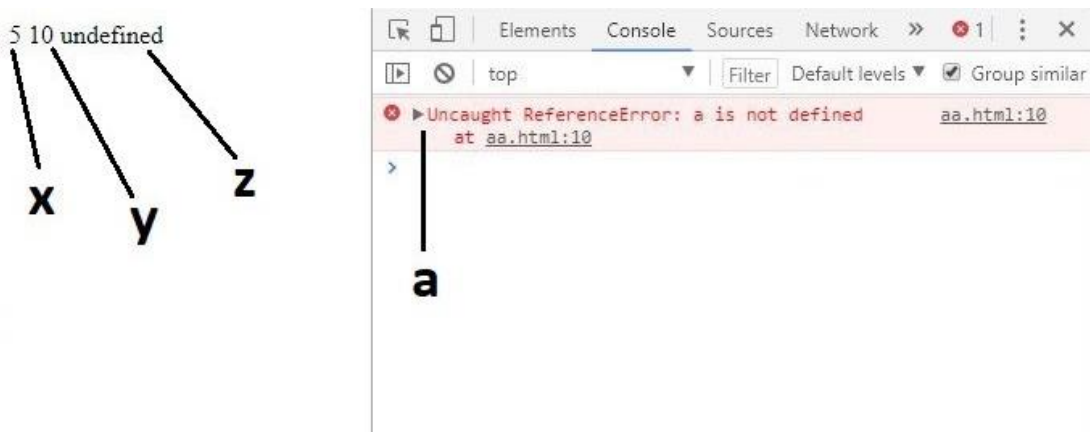 5 10 undefined
x
y
z
Elements Console Sources Network » 1
top Filter Default levels Group similar
Uncaught ReferenceError: a is not defined aa.html:10
at aa.html:10
>
a